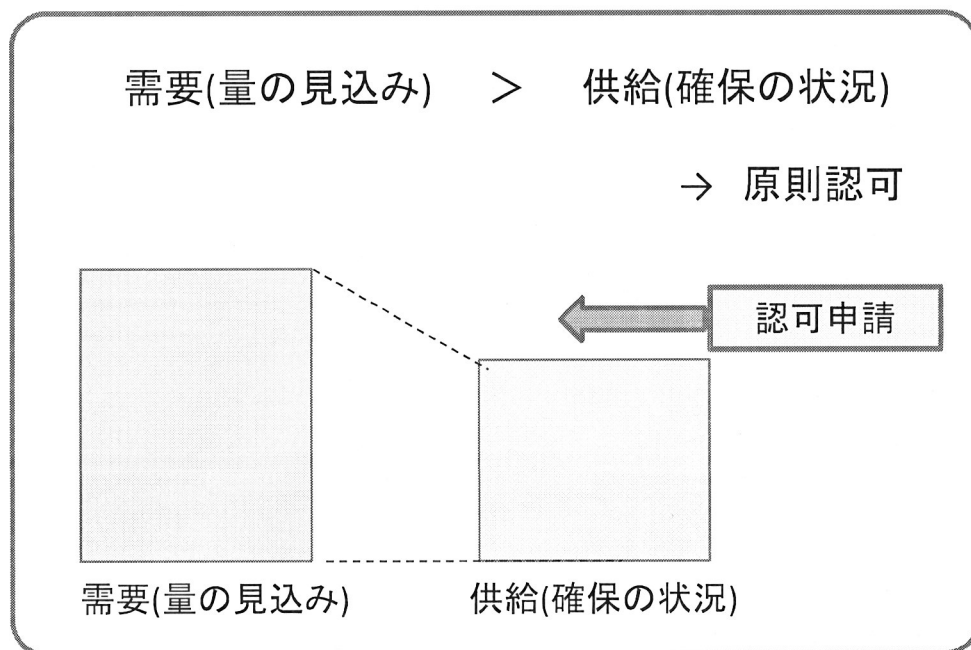 需要(量の見込み) > 供給(確保の状況)
→ 原則認可
認可申請
需要(量の見込み) 供給(確保の状況)